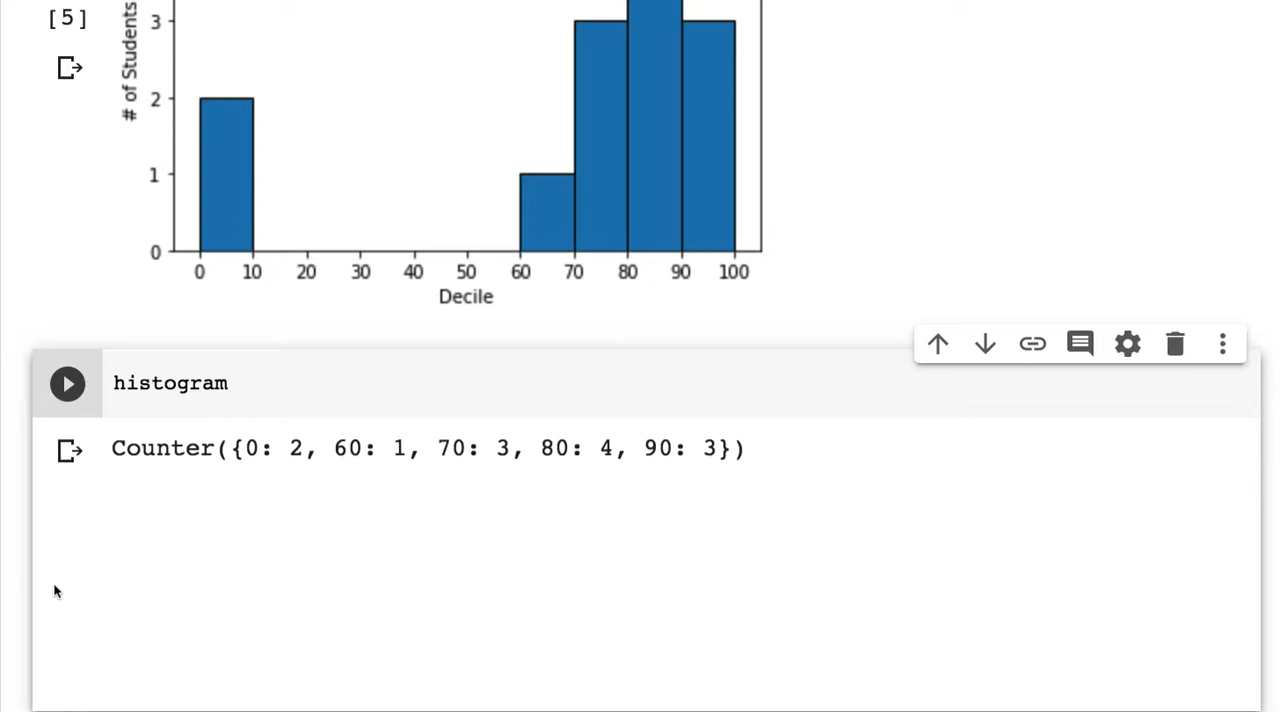 [5]
# of Students
3
2
1
0
0 10 20 30 40 50 60 70 80 90 100
Decile
histogram
Counter({0: 2, 60: 1, 70: 3, 80: 4, 90: 3})